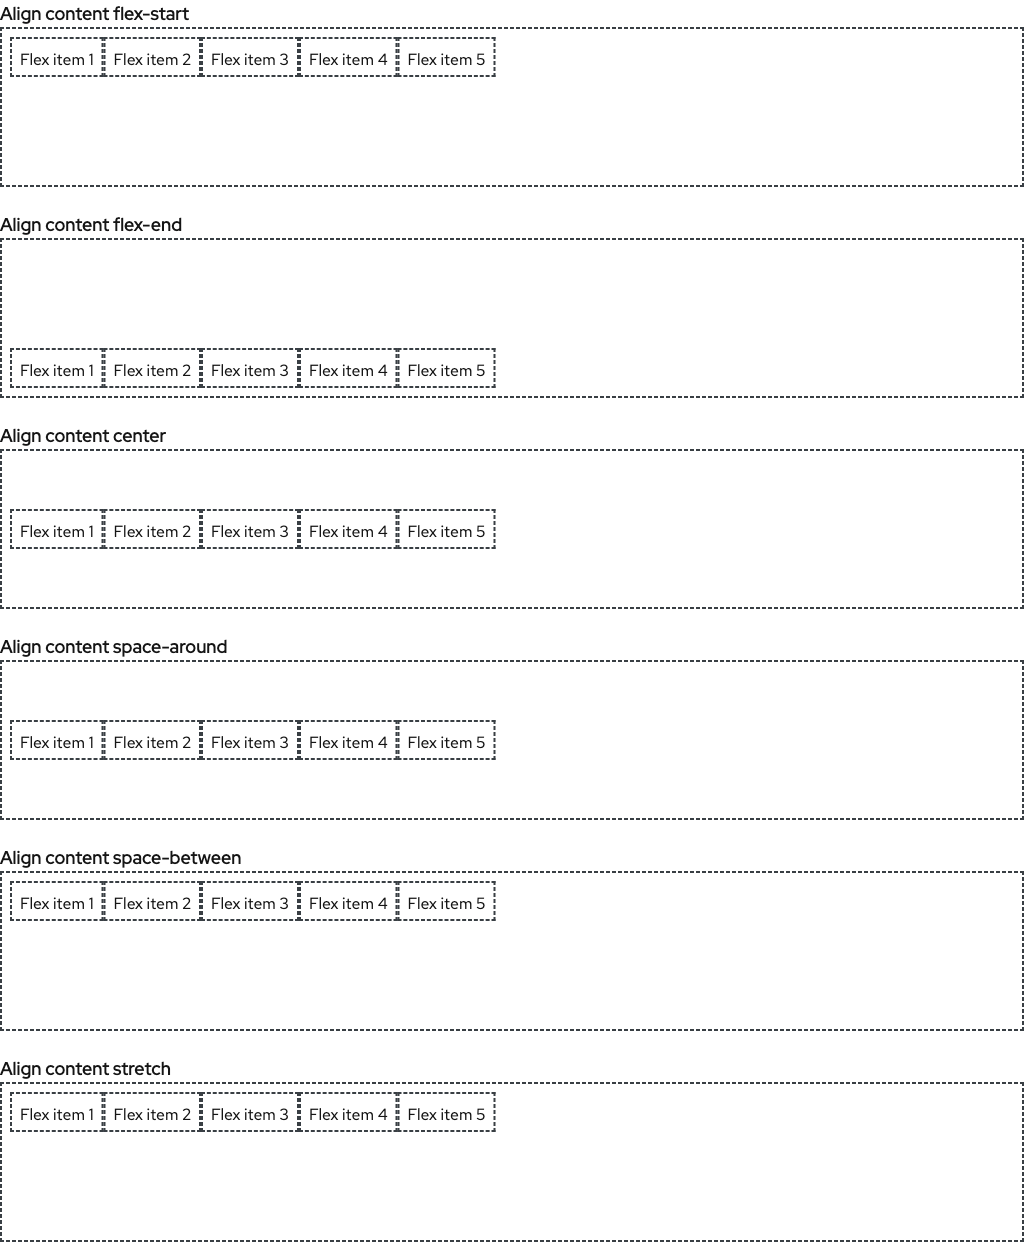 Align content flex-start
Flex item 1 Flex item 2 Flex item 3 Flex item 4 Flex item 5
Align content flex-end
Flex item 1 Flex item 2 Flex item 3 Flex item 4 Flex item 5
Align content center
Flex item 1 Flex item 2 Flex item 3 Flex item 4 Flex item 5
Align content space-around
Flex item 1 Flex item 2 Flex item 3 Flex item 4 Flex item 5
Align content space-between
Flex item 1 Flex item 2 Flex item 3 Flex item 4 Flex item 5
Align content stretch
Flex item 1 Flex item 2 Flex item 3 Flex item 4 Flex item 5